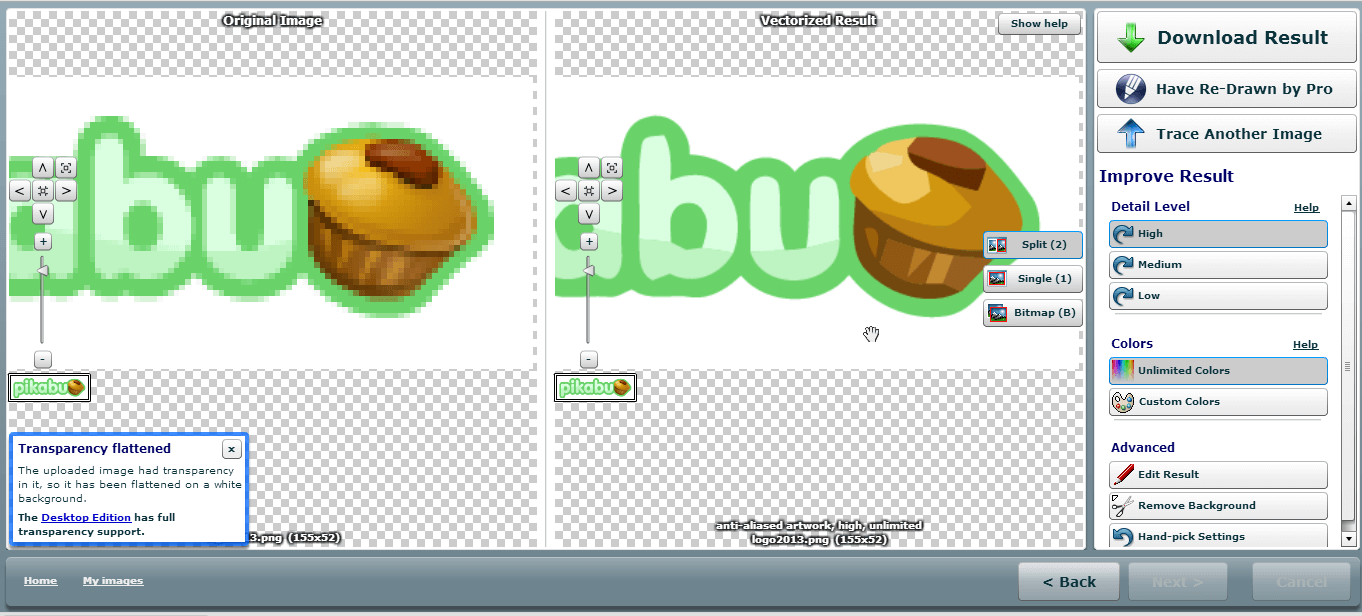 Original Image
Vectorized Result
Show help
abu
abu
Split (2)
Single (1)
Bitmap (B)
pikabu
pikabu
Transparency flattened
The uploaded image had transparency
in it, so it has been flattened on a white
background.
The Desktop Edition has full
transparency support.
3.png (155x52)
anti-aliased artwork, high, unlimited
logo2013.png (155x52)
Download Result
Have Re-Drawn by Pro
Trace Another Image
Improve Result
Detail Level
Help
High
Medium
Low
Colors
Help
Unlimited Colors
Custom Colors
Advanced
Edit Result
Remove Background
Hand-pick Settings
Home
My images
< Back
Next >
Cancel